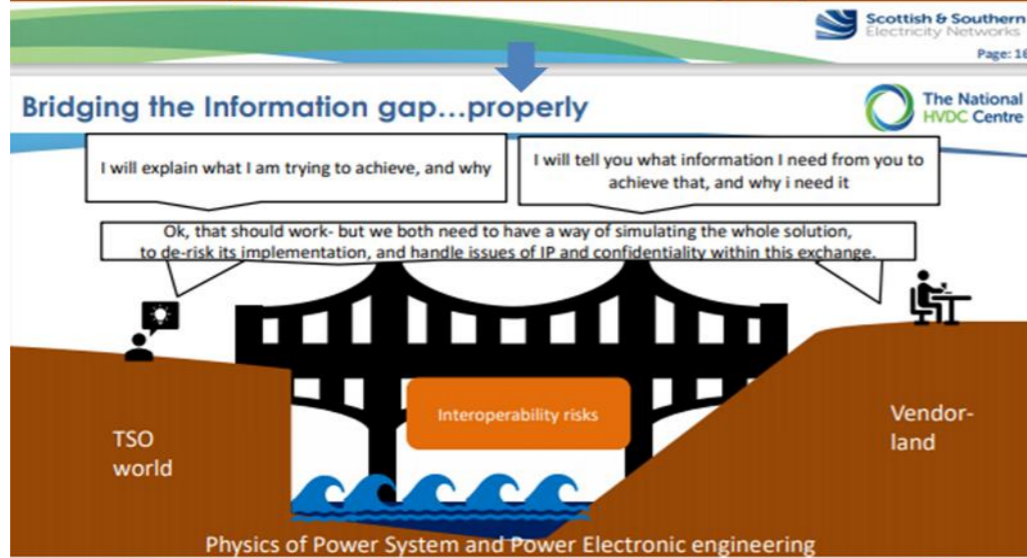 Scottish & Southern
Electricity Networks
Page: 16
Bridging the Information gap...properly
The National
HVDC Centre
I will explain what I am trying to achieve, and why
I will tell you what information I need from you to
achieve that, and why i need it
Ok, that should work- but we both need to have a way of simulating the whole solution,
to de-risk its implementation, and handle issues of IP and confidentiality within this exchange.
Interoperability risks
TSO
world
Vendor-
land
Physics of Power System and Power Electronic engineering